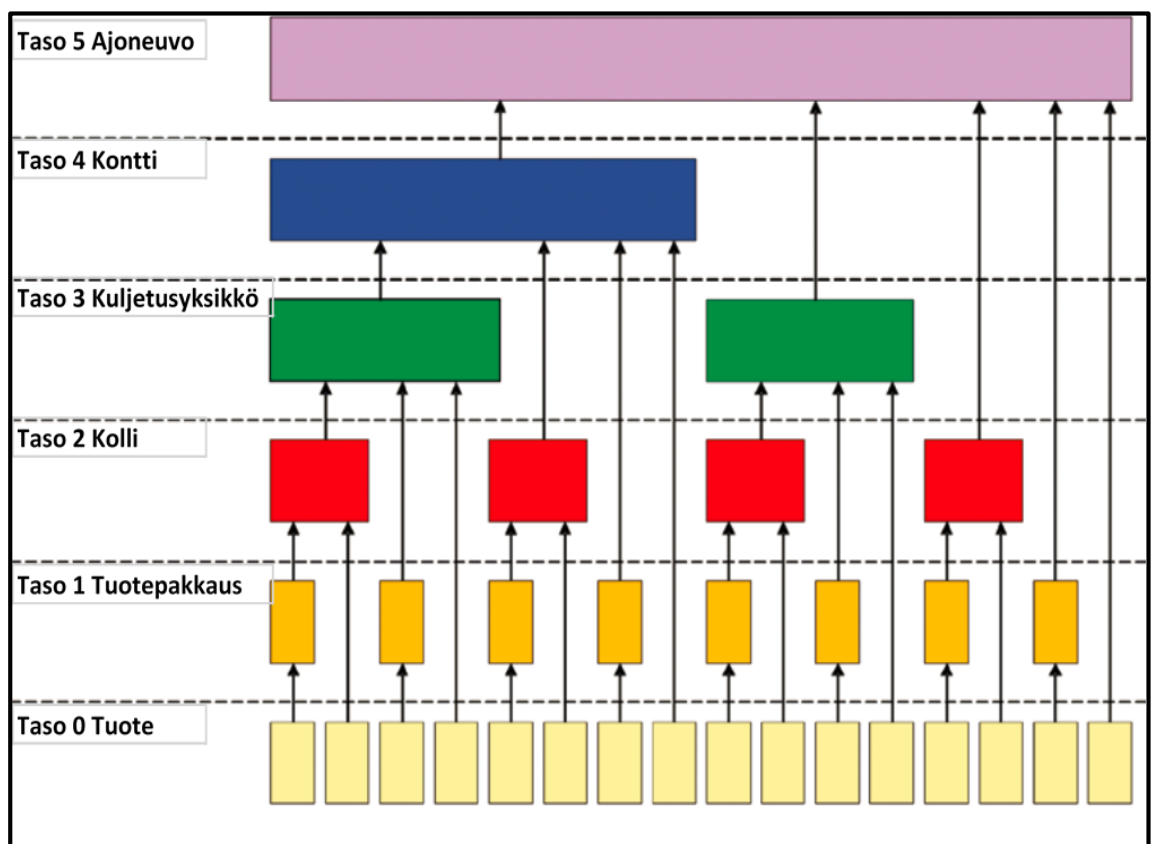 Taso 5 Ajoneuvo
Taso 4 Kontti
Taso 3 Kuljetusyksikkö
Taso 2 Kolli
Taso 1 Tuotepakkaus
Taso 0 Tuote